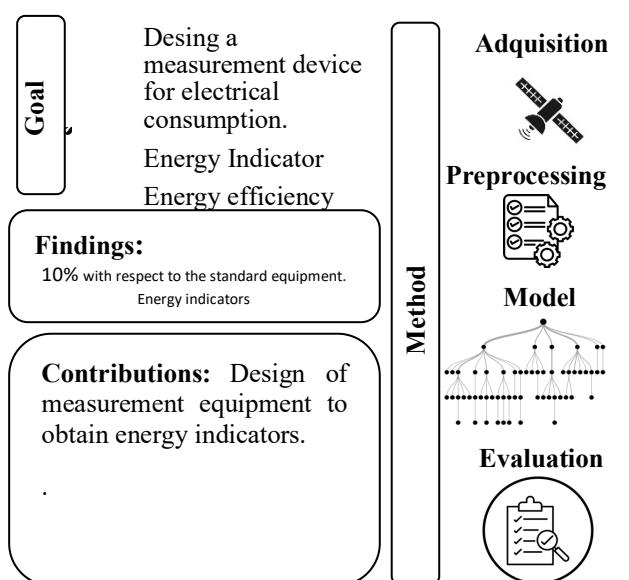 Goal
Desing a
measurement device
for electrical
consumption.
Energy Indicator
Energy efficiency
Findings:
10% with respect to the standard equipment.
Energy indicators
Contributions: Design of
measurement equipment to
obtain energy indicators.
.
Method
Adquisition
Preprocessing
Model
Evaluation